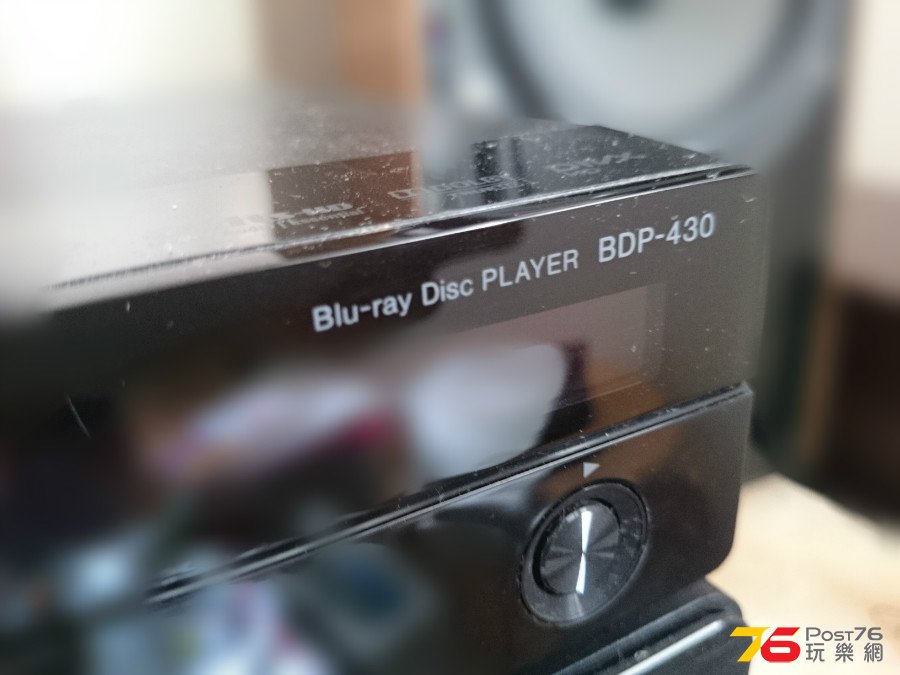 Blu-ray Disc PLAYER BDP-430
76 Post76
玩樂網